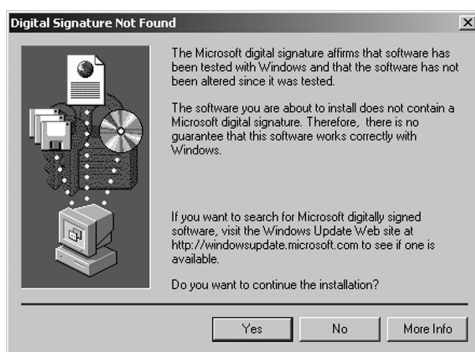 Digital Signature Not Found
The Microsoft digital signature affirms that software has
been tested with Windows and that the software has not
been altered since it was tested.
The software you are about to install does not contain a
Microsoft digital signature. Therefore, there is no
guarantee that this software works correctly with
Windows.
If you want to search for Microsoft digitally signed
software, visit the Windows Update Web site at
http://windowsupdate.microsoft.com to see if one is
available.
Do you want to continue the installation?
Yes
No
More Info